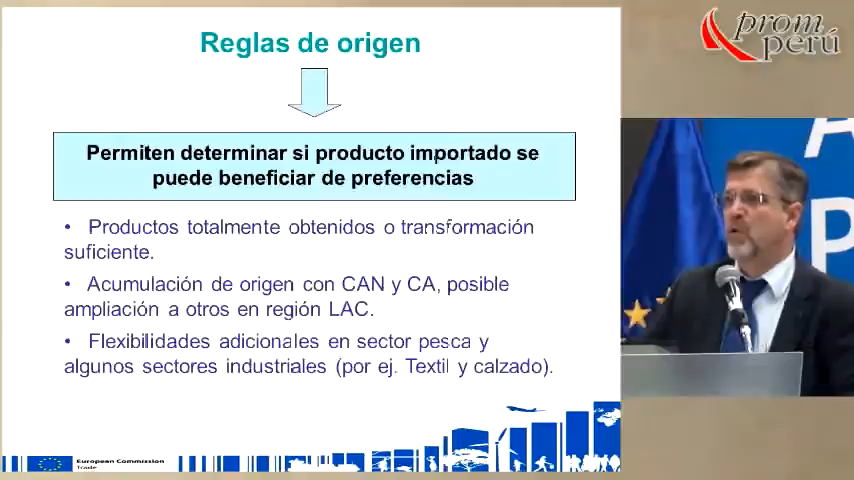 Reglas de origen
Permiten determinar si producto importado se
puede beneficiar de preferencias
• Productos totalmente obtenidos o transformación
suficiente.
• Acumulación de origen con CAN y CA, posible
ampliación a otros en región LAC.
• Flexibilidades adicionales en sector pesca y
algunos sectores industriales (por ej. Textil y calzado).
European Commission
Trade
prom
perú
A
P